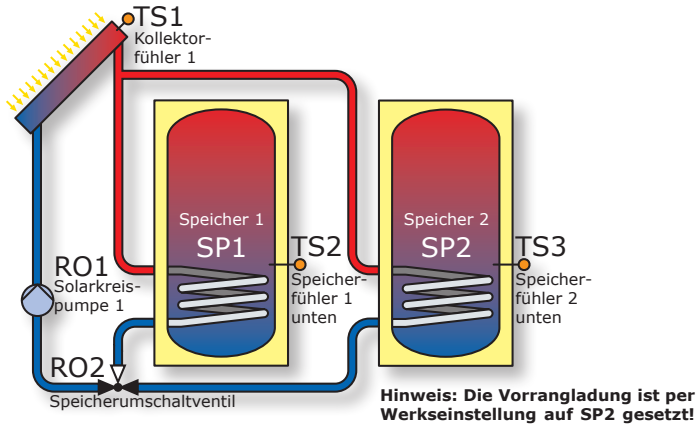 TS1
Kollektor-
fühler 1
Speicher 1
SP1
TS2
Speicher-
fühler 1
unten
Speicher 2
SP2
TS3
Speicher-
fühler 2
unten
RO1
Solarkreis-
pumpe 1
RO2
Speicherumschaltventil
Hinweis: Die Vorrangladung ist per
Werkseinstellung auf SP2 gesetzt!